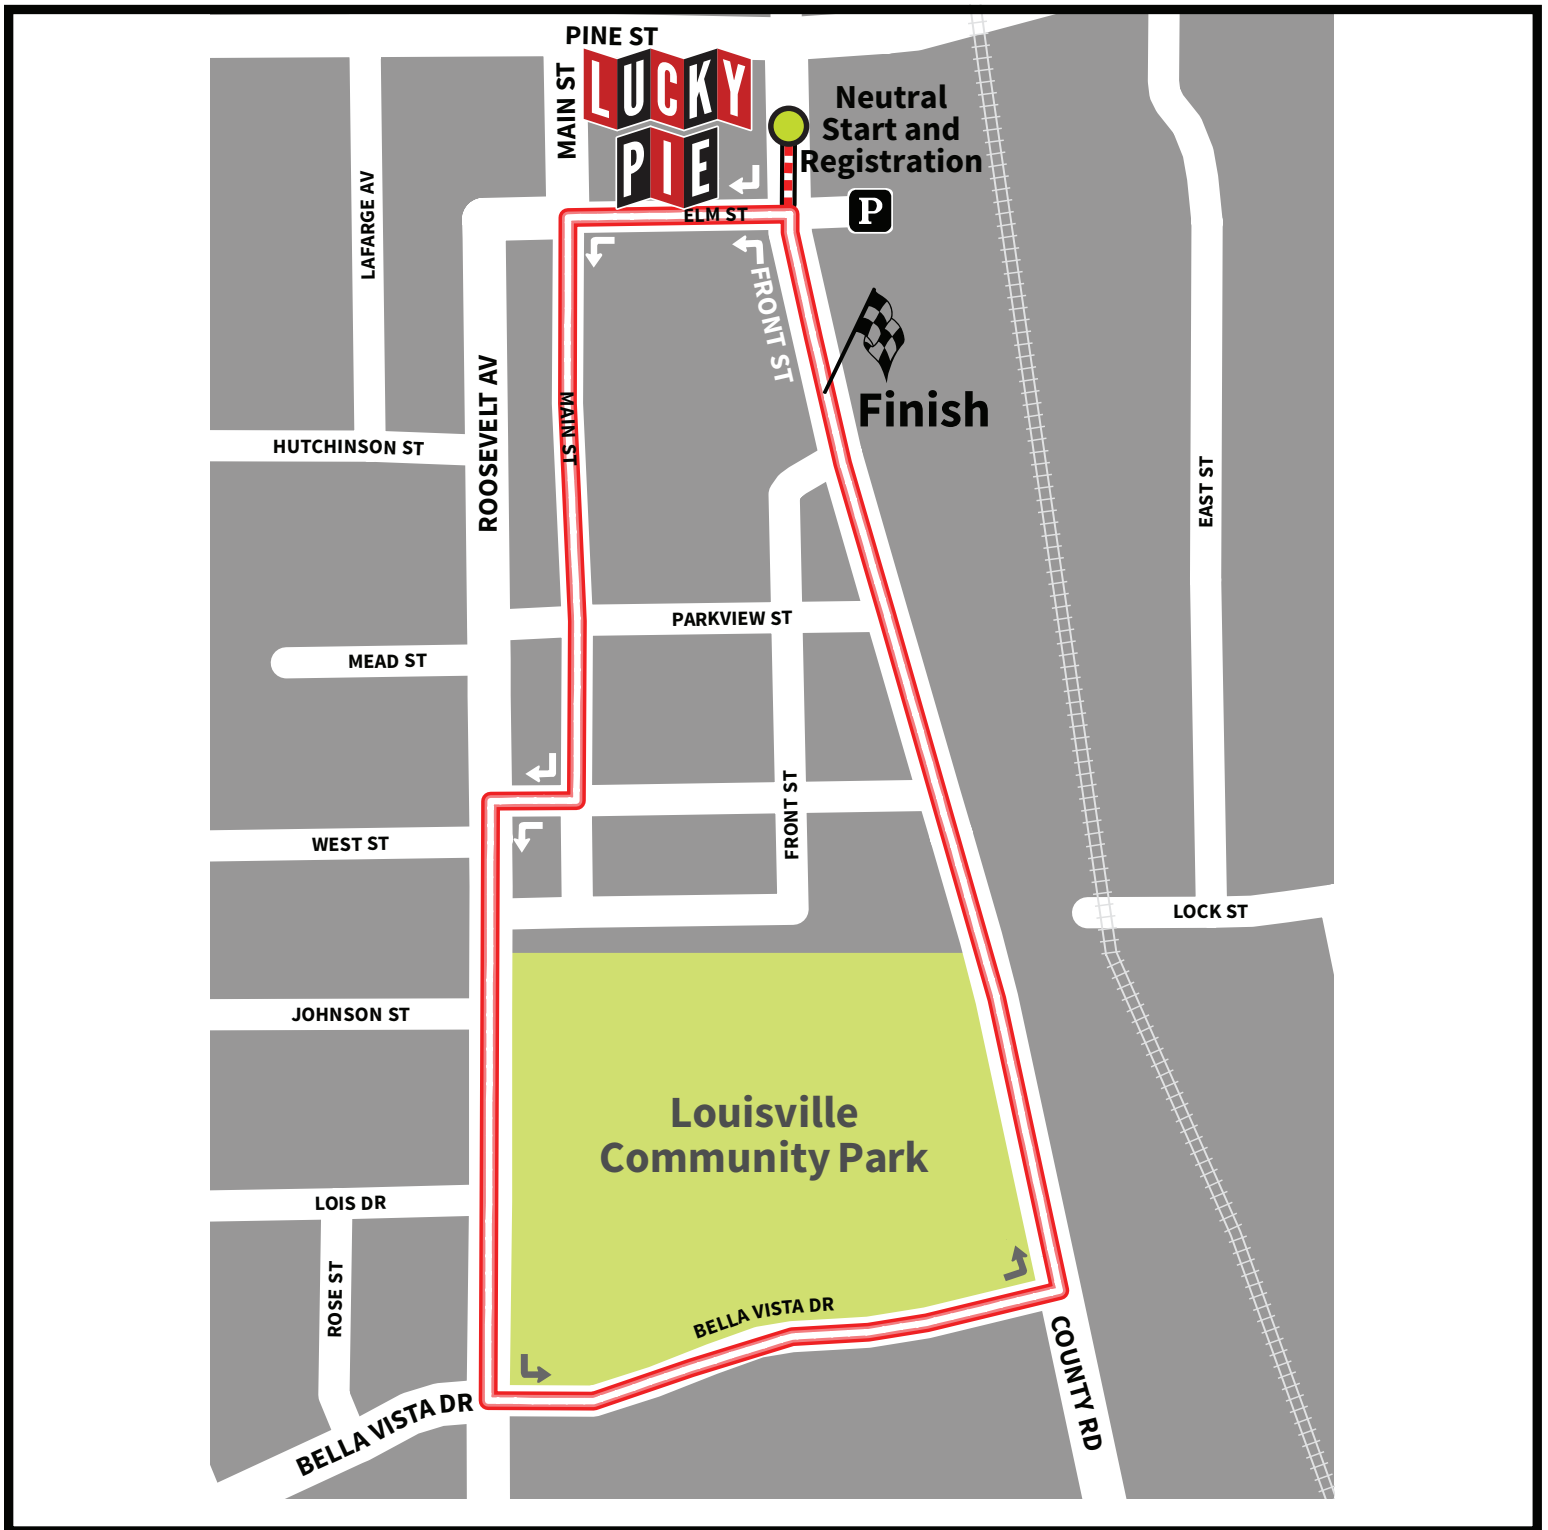 PINE ST
MAIN ST
LUCKY
PIE
Neutral
Start and
Registration
P
ELM ST
LAFARGE AV
FRONT ST
Finish
ROOSEVELT AV
MAIN ST
HUTCHINSON ST
EAST ST
PARKVIEW ST
MEAD ST
FRONT ST
WEST ST
LOCK ST
JOHNSON ST
Louisville
Community Park
LOIS DR
ROSE ST
BELLA VISTA DR
BELLA VISTA DR
COUNTY RD